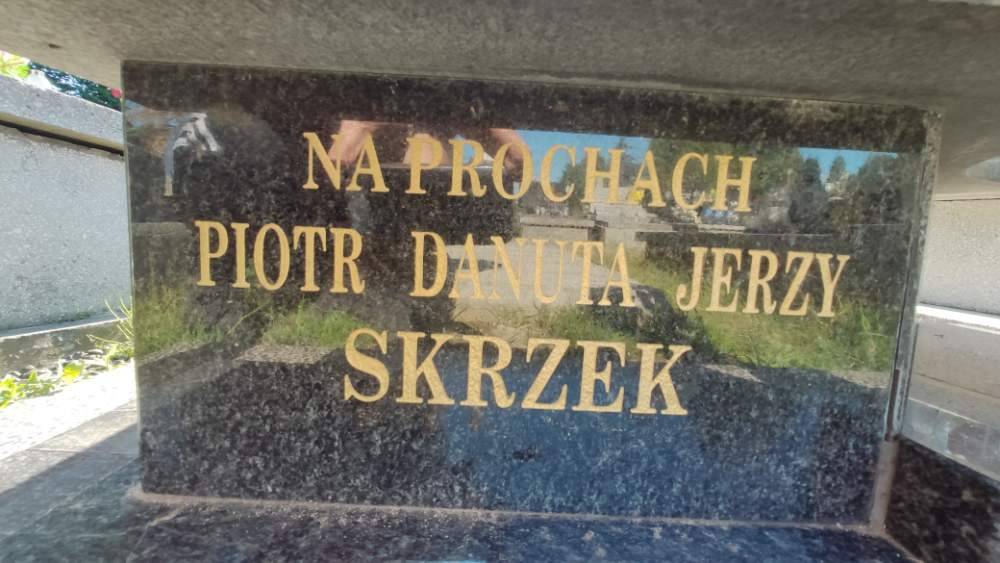 NA PROCHACH
PIOTR DANUTA JERZY
SKRZEK